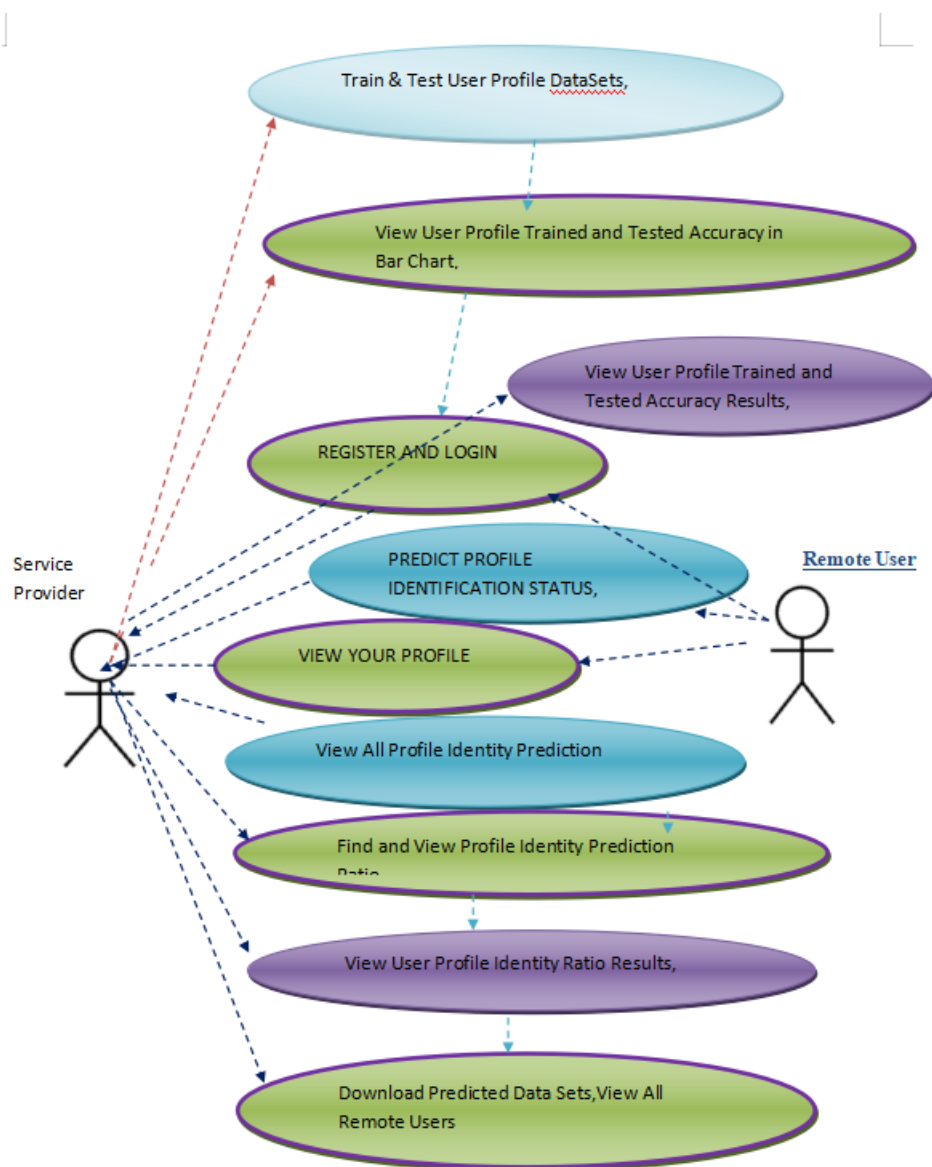 Train & Test User Profile DataSets,
View User Profile Trained and Tested Accuracy in
Bar Chart,
View User Profile Trained and
Tested Accuracy Results,
REGISTER AND LOGIN
Service
Provider
PREDICT PROFILE
IDENTIFICATION STATUS,
Remote User
VIEW YOUR PROFILE
View All Profile Identity Prediction
Find and View Profile Identity Prediction
Ratio
View User Profile Identity Ratio Results,
Download Predicted Data Sets,View All
Remote Users